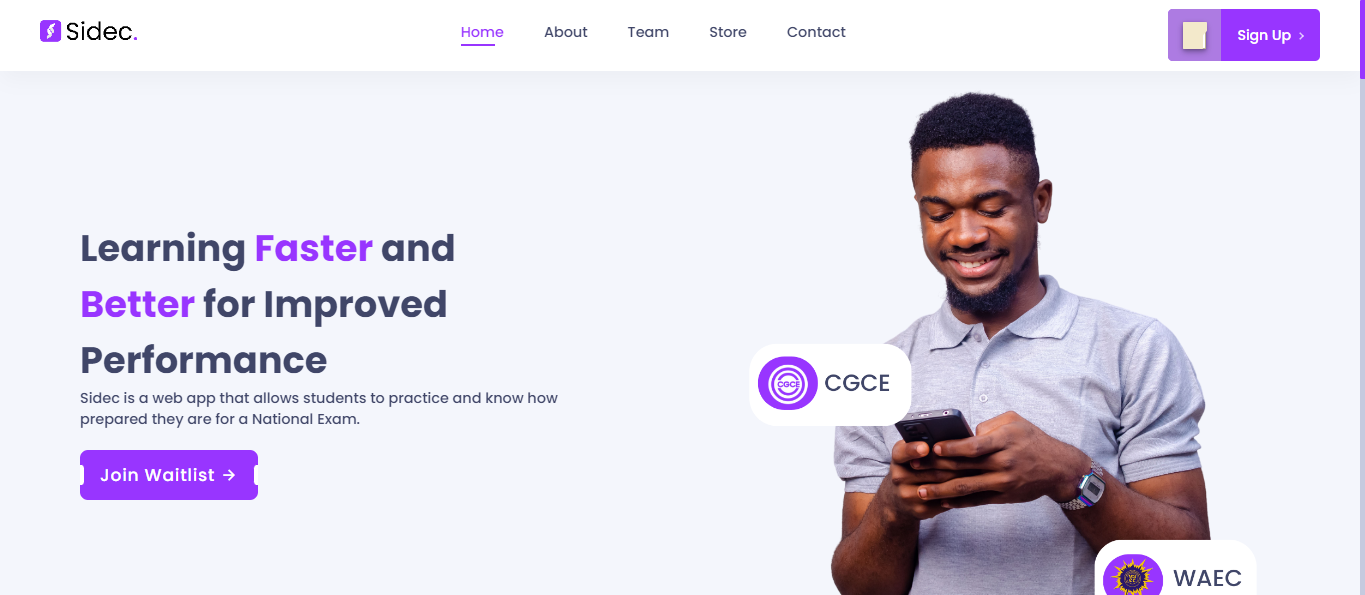 Sidec.
Home
About
Team
Store
Contact
Sign Up ›
Learning Faster and
Better for Improved
Performance
Sidec is a web app that allows students to practice and know how
prepared they are for a National Exam.
Join Waitlist →
CGCE
CGCE
WAEC